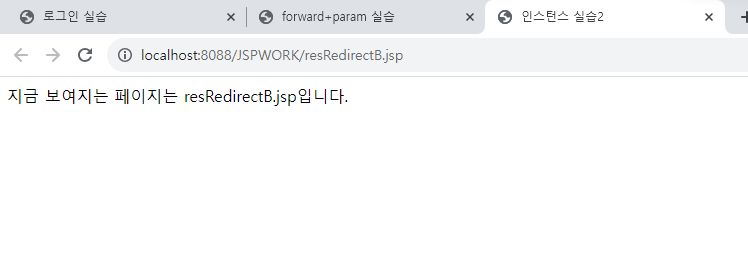 로그인 실습
forward+param 실습
인스턴스 실습2
localhost:8088/JSPWORK/resRedirectB.jsp
지금 보여지는 페이지는 resRedirectB.jsp입니다.